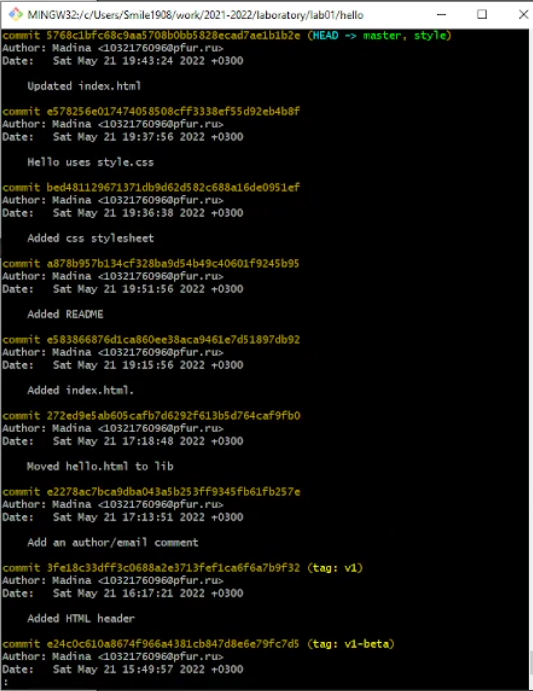 MINGW32:/c/Users/Smile1908/work/2021-2022/laboratory/lab01/hello
commit 5768c1bfc68c9aa5708b0bb5828ecad7ae1b1b2e (HEAD -> master, style)
Author: Madina <1032176096@pfur.ru>
Date: Sat May 21 19:43:24 2022 +0300
Updated index.html
commit e578256e017474058508cff3338ef55d92eb4b8f
Author: Madina <1032176096@pfur.ru>
Date: Sat May 21 19:37:56 2022 +0300
Hello uses style.css
commit bed481129671371db9d62d582c688a16de0951ef
Author: Madina <1032176096@pfur.ru>
Date: Sat May 21 19:36:38 2022 +0300
Added css stylesheet
commit a878b957b134cf328ba9d54b49c40601f9245b95
Author: Madina <1032176096@pfur.ru>
Date: Sat May 21 19:51:56 2022 +0300
Added README
commit e583866876d1ca860ee38aca9461e7d51897db92
Author: Madina <1032176096@pfur.ru>
Date: Sat May 21 19:15:56 2022 +0300
Added index.html.
commit 272ed9e5ab605cafb7d6292f613b5d764caf9fb0
Author: Madina <1032176096@pfur.ru>
Date: Sat May 21 17:18:48 2022 +0300
Moved hello.html to lib
commit e2278ac7bca9dba043a5b253ff9345fb61fb257e
Author: Madina <1032176096@pfur.ru>
Date: Sat May 21 17:13:51 2022 +0300
Add an author/email comment
commit 3fe18c33dff3c0688a2e3713fef1ca6f6a7b9f32 (tag: v1)
Author: Madina <1032176096@pfur.ru>
Date: Sat May 21 16:17:21 2022 +0300
Added HTML header
commit e24c0c610a8674f966a4381cb847d8e6e79fc7d5 (tag: v1-beta)
Author: Madina <1032176096@pfur.ru>
Date: Sat May 21 15:49:57 2022 +0300
: